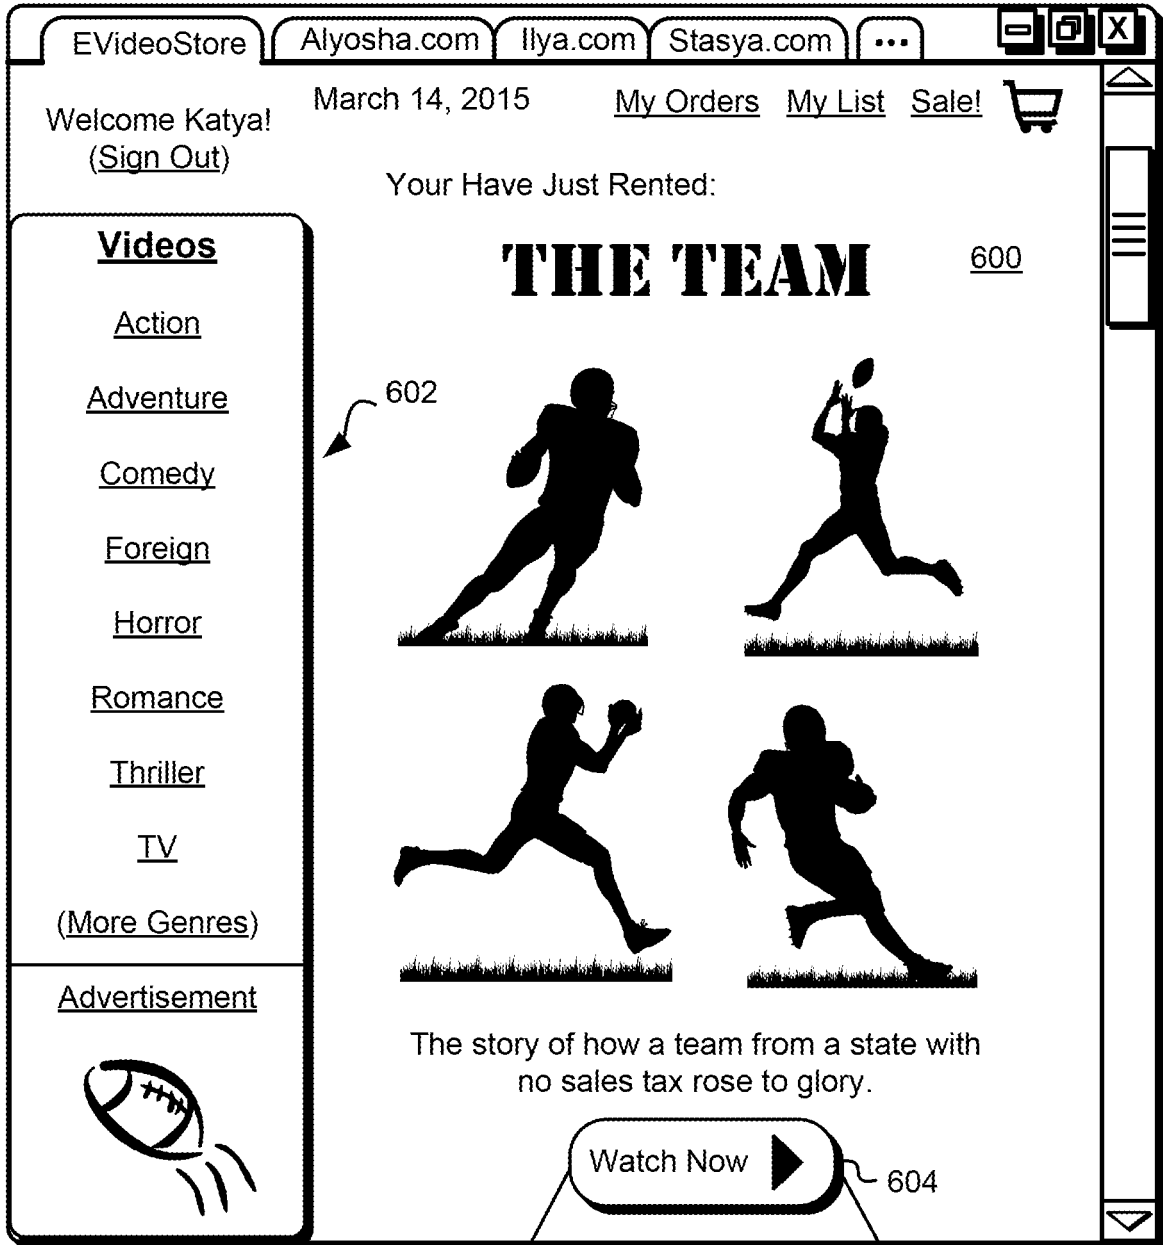 EVideoStore
Alyosha.com
Ilya.com
Stasya.com
...
X
Welcome Katya!
(Sign Out)
March 14, 2015
My Orders
My List
Sale!
Your Have Just Rented:
Videos
Action
Adventure
Comedy
Foreign
Horror
Romance
Thriller
TV
(More Genres)
Advertisement
THE TEAM
600
602
The story of how a team from a state with
no sales tax rose to glory.
Watch Now
604